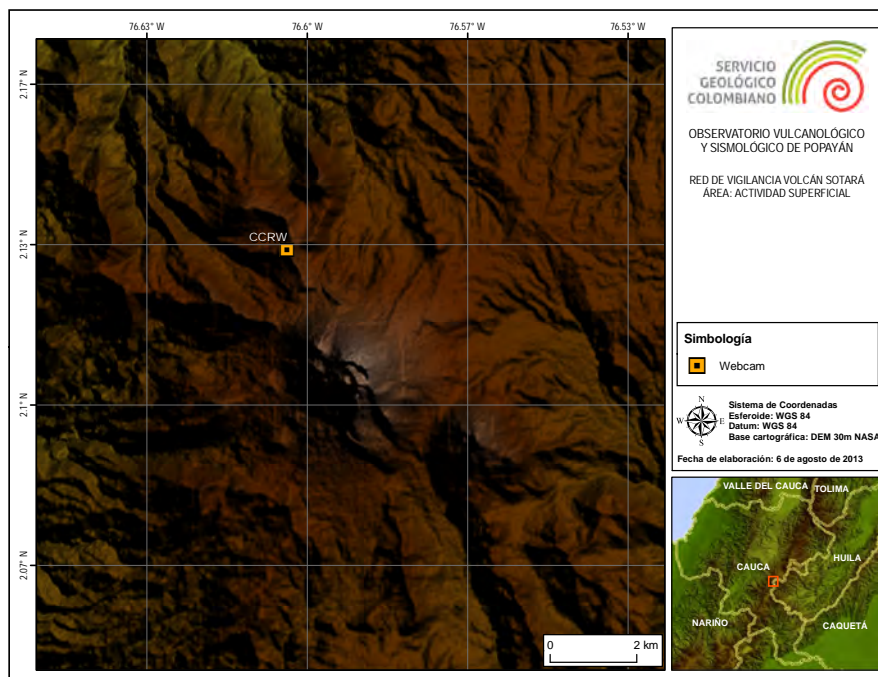 76.63° W
76.6° W
76.57° W
76.53° W
2.17° N
2.13° N
2.1° N
2.07° N
CCRW
0
2 km
SERVICIO
GEOLÓGICO
COLOMBIANO
OBSERVATORIO VULCANOLÓGICO
Y SISMOLÓGICO DE POPAYÁN
RED DE VIGILANCIA VOLCÁN SOTARÁ
ÁREA: ACTIVIDAD SUPERFICIAL
Simbología
Webcam
N
W
E
S
Sistema de Coordenadas
Esferoide: WGS 84
Datum: WGS 84
Base cartográfica: DEM 30m NASA
Fecha de elaboración: 6 de agosto de 2013
VALLE DEL CAUCA
TOLIMA
CAUCA
HUILA
NARIÑO
CAQUETÁ